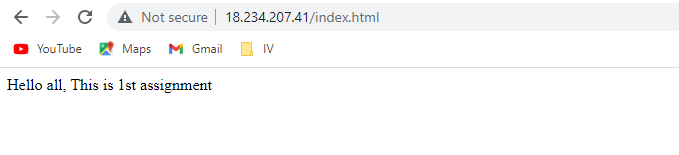 Not secure | 18.234.207.41/index.html
YouTube Maps Gmail IV
Hello all, This is 1st assignment